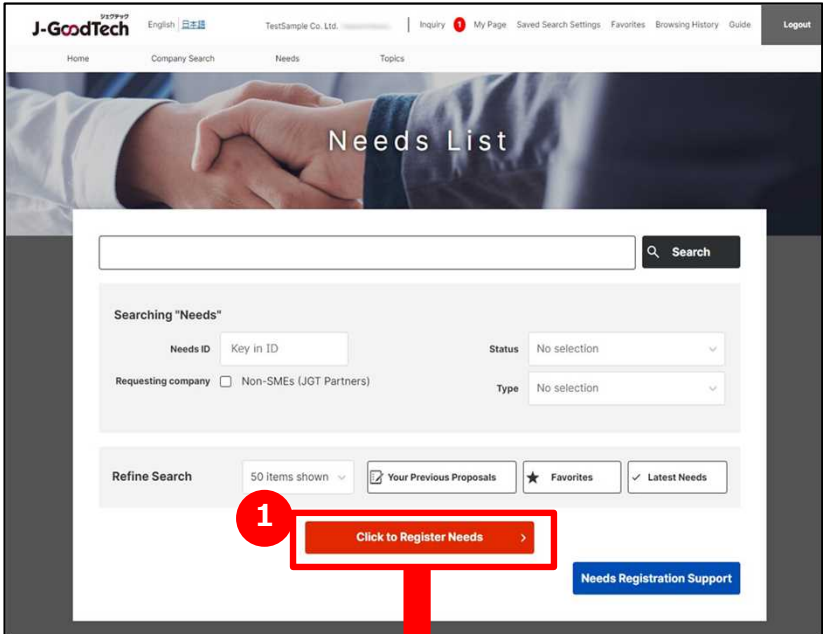 ジェグテック
J-GoodTech
English 日本語
TestSample Co. Ltd.
Inquiry 1 My Page Saved Search Settings Favorites Browsing History Guide
Logout
Home Company Search Needs Topics
Needs List
Search
Searching "Needs"
Needs ID Key in ID
Status No selection
Requesting company Non-SMEs (JGT Partners)
Type No selection
Refine Search 50 items shown Your Previous Proposals Favorites Latest Needs
1
Click to Register Needs >
Needs Registration Support